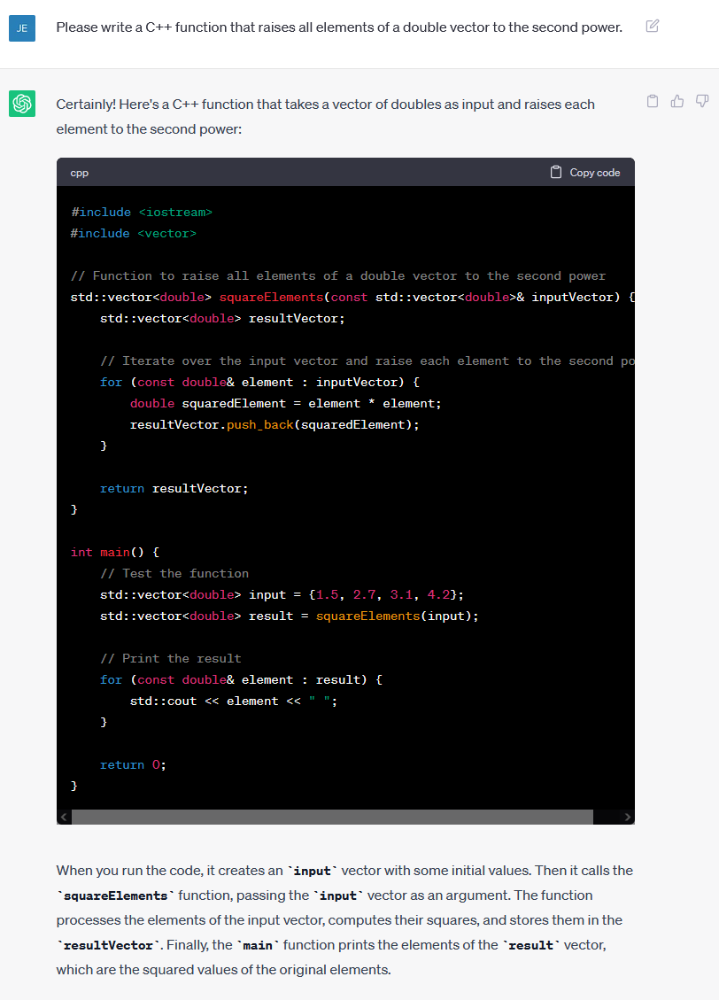 JE
Please write a C++ function that raises all elements of a double vector to the second power.
Certainly! Here's a C++ function that takes a vector of doubles as input and raises each
element to the second power:
cpp
Copy code
#include <iostream>
#include <vector>
// Function to raise all elements of a double vector to the second power
std::vector<double> squareElements(const std::vector<double>& inputVector) {
    std::vector<double> resultVector;
    // Iterate over the input vector and raise each element to the second po
    for (const double& element : inputVector) {
        double squaredElement = element * element;
        resultVector.push_back(squaredElement);
    }
    return resultVector;
}
int main() {
    // Test the function
    std::vector<double> input = {1.5, 2.7, 3.1, 4.2};
    std::vector<double> result = squareElements(input);
    // Print the result
    for (const double& element : result) {
        std::cout << element << " ";
    }
    return 0;
}
When you run the code, it creates an `input` vector with some initial values. Then it calls the
`squareElements` function, passing the `input` vector as an argument. The function
processes the elements of the input vector, computes their squares, and stores them in the
`resultVector`. Finally, the `main` function prints the elements of the `result` vector,
which are the squared values of the original elements.